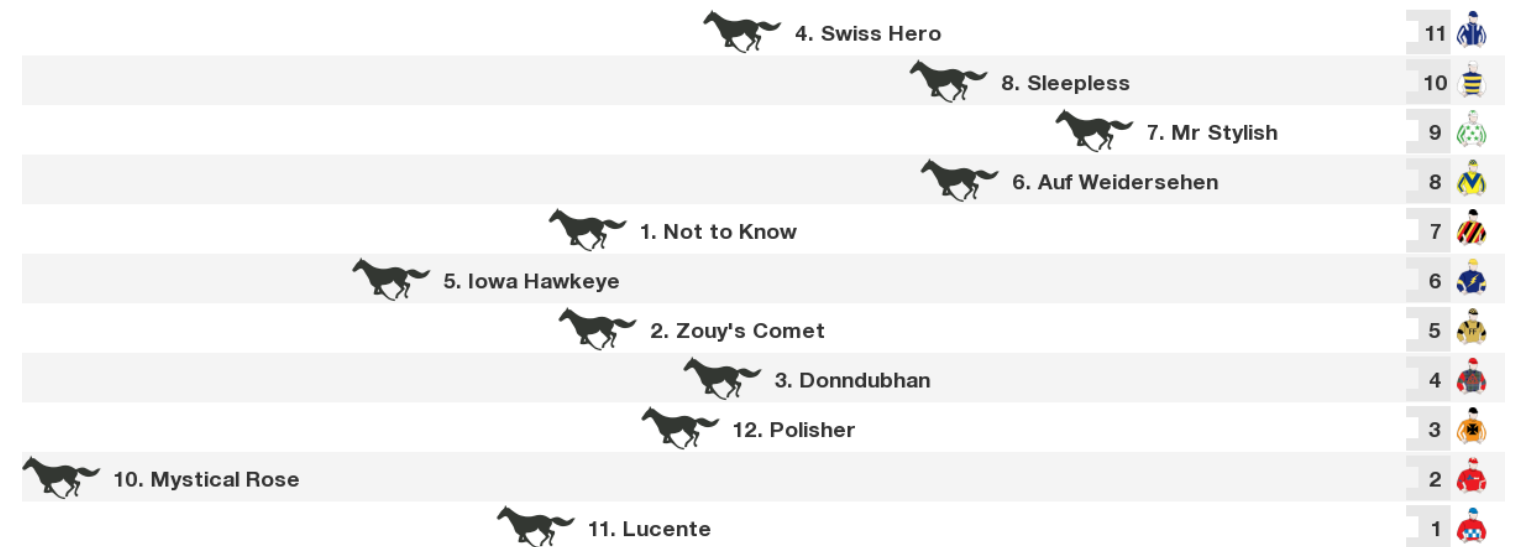 4. Swiss Hero 11
8. Sleepless 10
7. Mr Stylish 9
6. Auf Weidersehen 8
1. Not to Know 7
5. Iowa Hawkeye 6
2. Zouy's Comet 5
3. Donndubhan 4
12. Polisher 3
10. Mystical Rose 2
11. Lucente 1